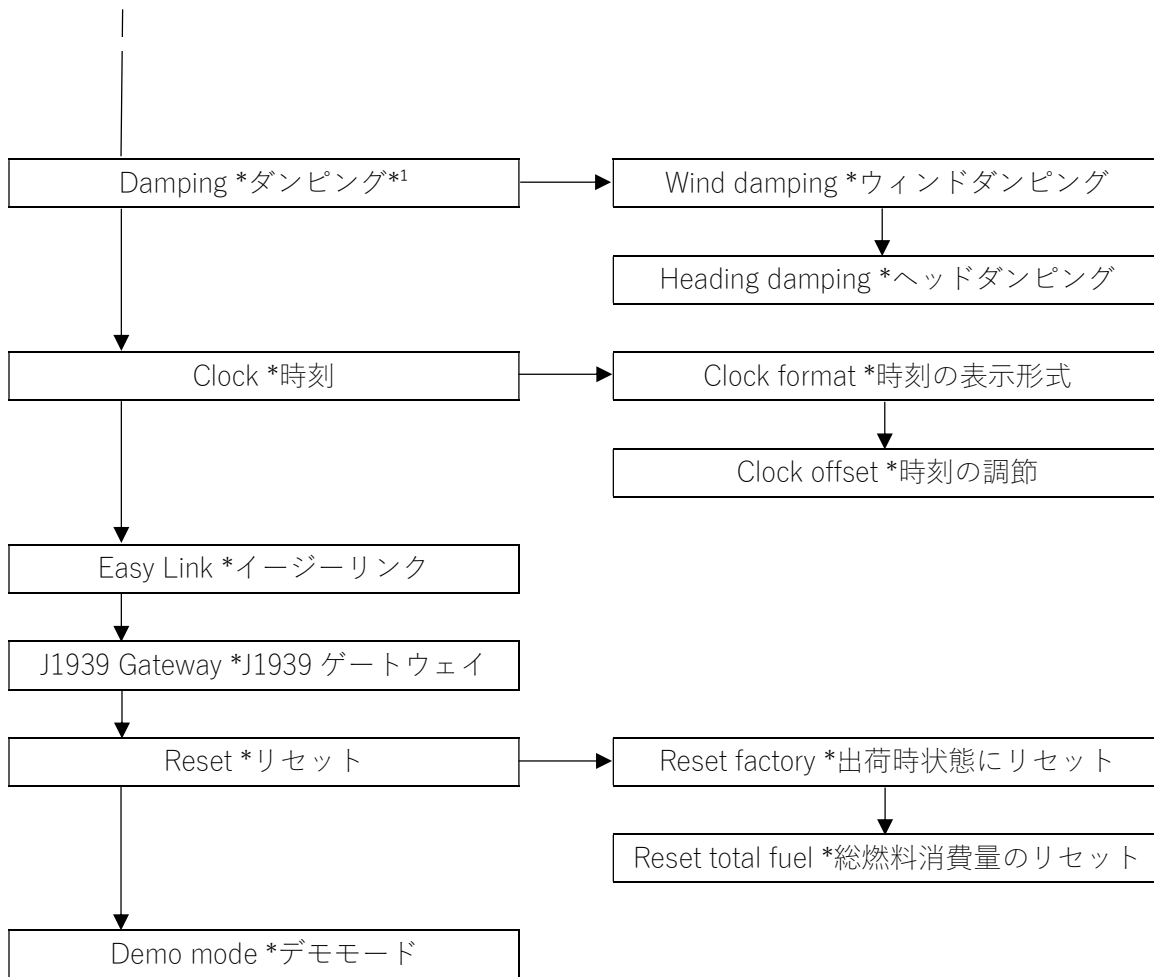 Damping *ダンピング*1
Wind damping *ウィンドダンピング
Heading damping *ヘッドダンピング
Clock *時刻
Clock format *時刻の表示形式
Clock offset *時刻の調節
Easy Link *イージーリンク
J1939 Gateway *J1939 ゲートウェイ
Reset *リセット
Reset factory *出荷時状態にリセット
Reset total fuel *総燃料消費量のリセット
Demo mode *デモモード